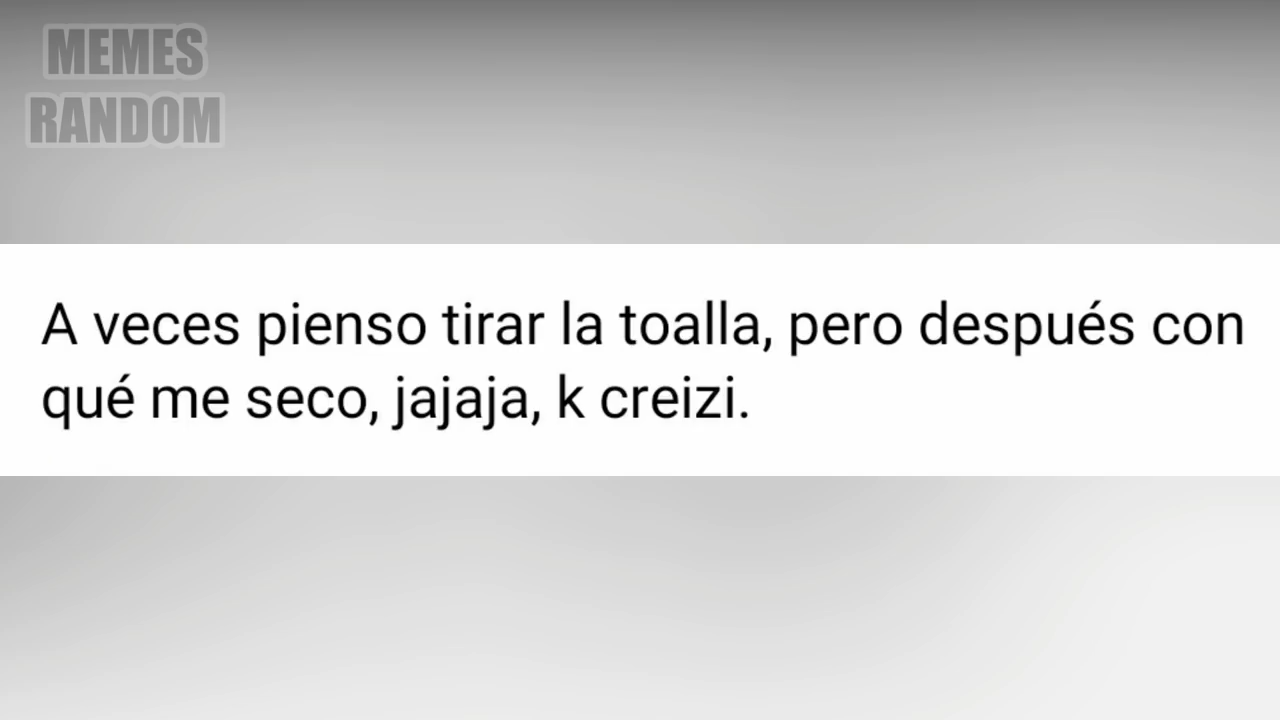 MEMES
RANDOM
A veces pienso tirar la toalla, pero después con
qué me seco, jajaja, k creizi.